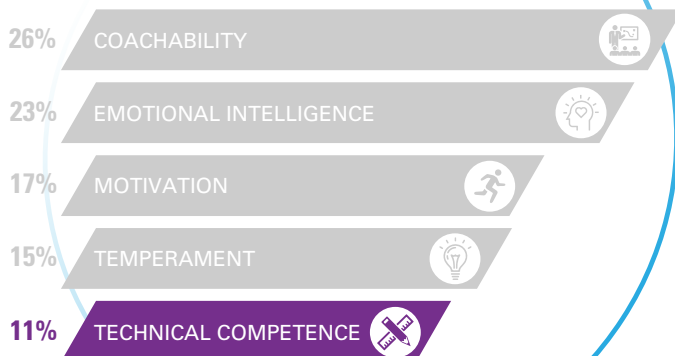 26% COACHABILITY
23% EMOTIONAL INTELLIGENCE
17% MOTIVATION
15% TEMPERAMENT
11% TECHNICAL COMPETENCE